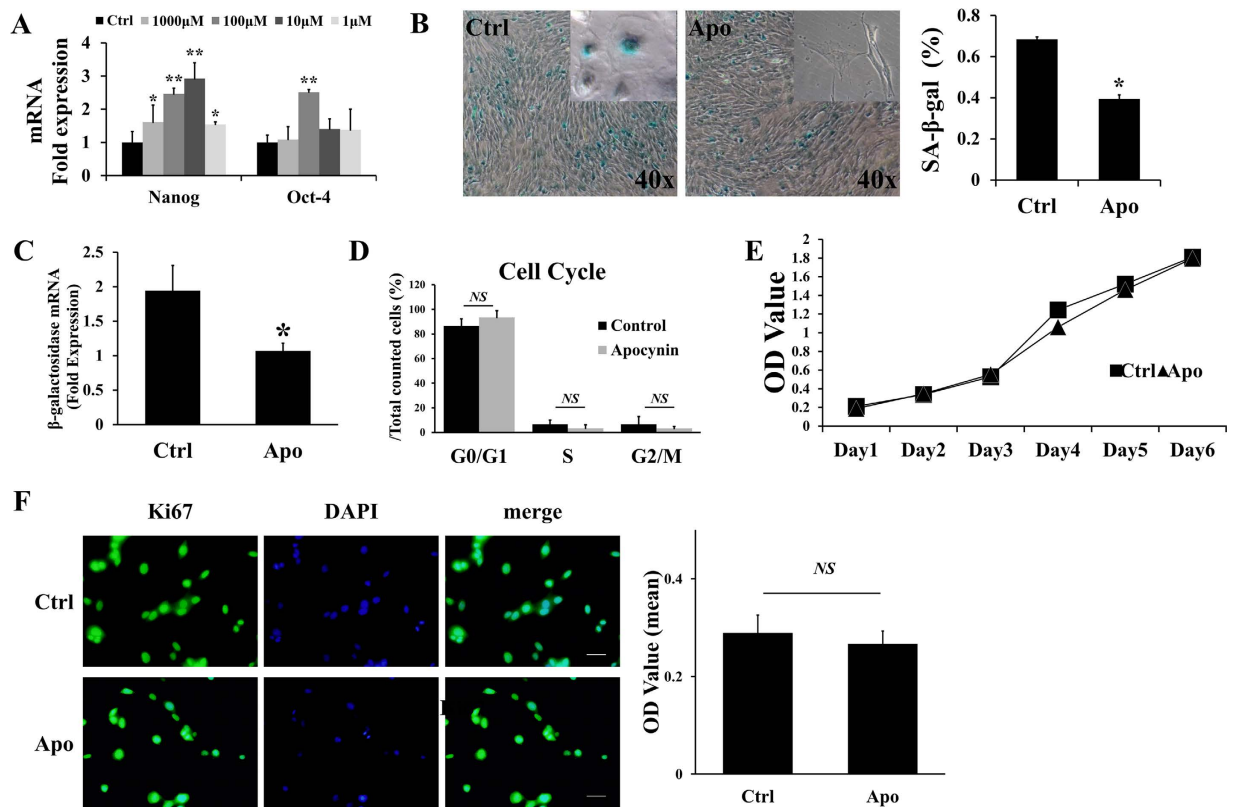 A
Ctrl 1000µM 100µM 10µM 1µM
mRNA
Fold expression
4
3
2
1
0
* ** ** *
**
Nanog Oct-4
B
Ctrl
40x
Apo
40x
SA-β-gal (%)
0.8
0.6
0.4
0.2
0.0
*
Ctrl Apo
C
β-galactosidase mRNA
(Fold Expression)
2.5
2
1.5
1
0.5
0
*
Ctrl Apo
D
Cell Cycle
/Total counted cells (%)
100
80
60
40
20
0
NS
NS
NS
Control
Apocynin
G0/G1 S G2/M
E
OD Value
2
1.8
1.6
1.4
1.2
1
0.8
0.6
0.4
0.2
0
Ctrl Apo
Day1 Day2 Day3 Day4 Day5 Day6
F
Ki67 DAPI merge
Ctrl
Apo
OD Value (mean)
0.4
0.2
0
NS
Ctrl Apo